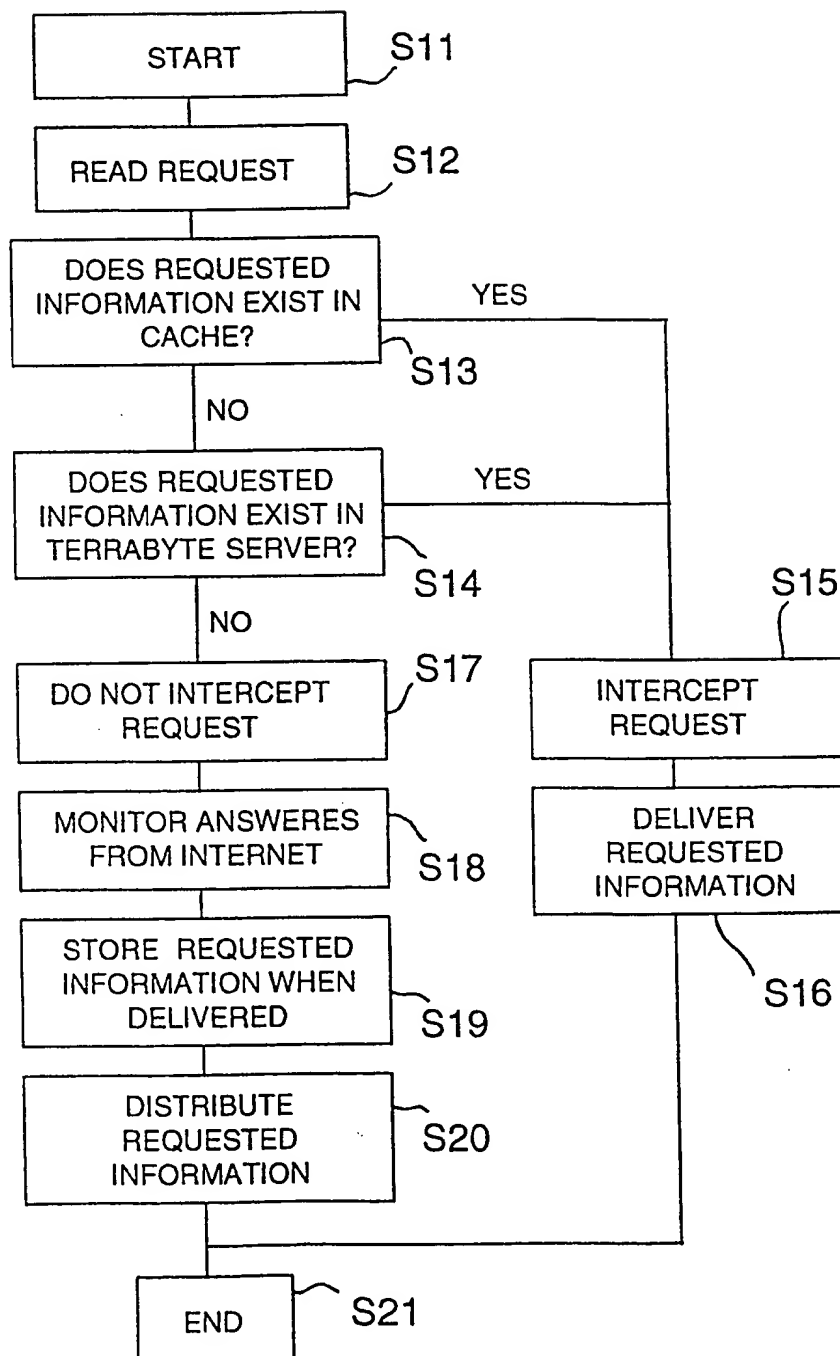 START
S11
READ REQUEST
S12
DOES REQUESTED
INFORMATION EXIST IN
CACHE?
YES
S13
NO
DOES REQUESTED
INFORMATION EXIST IN
TERRABYTE SERVER?
YES
S14
NO
S15
DO NOT INTERCEPT
REQUEST
S17
INTERCEPT
REQUEST
MONITOR ANSWERES
FROM INTERNET
S18
DELIVER
REQUESTED
INFORMATION
S16
STORE REQUESTED
INFORMATION WHEN
DELIVERED
S19
DISTRIBUTE
REQUESTED
INFORMATION
S20
END
S21